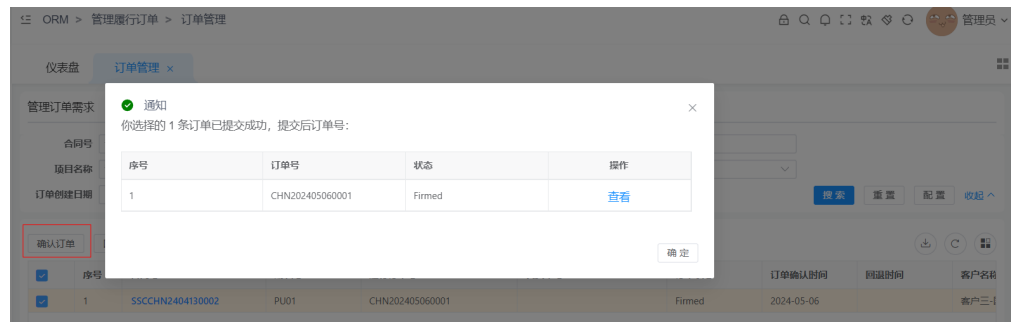 ORM > 管理履行订单 > 订单管理
管理员
仪表盘
订单管理 ×
管理订单需求
通知
你选择的 1 条订单已提交成功，提交后订单号：
合同号
项目名称
订单创建日期
序号 订单号 状态 操作
1 CHN202405060001 Firmed 查看
确定
搜索 重置 配置 收起
确认订单
序号 订单确认时间 回退时间 客户名称
1 SSCCHN2404130002 PU01 CHN202405060001 Firmed 2024-05-06 客户三-